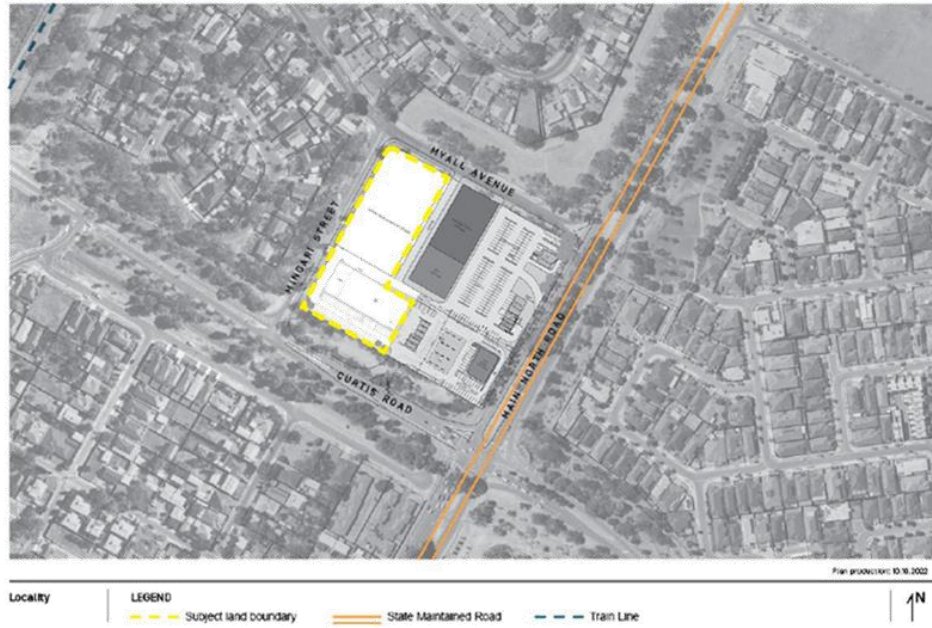 MYALL AVENUE
MINGARI STREET
MAIN NORTH ROAD
CURTIS ROAD
Plan production: 10.10.2022
Locality
LEGEND
Subject land boundary
State Maintained Road
Train Line
N